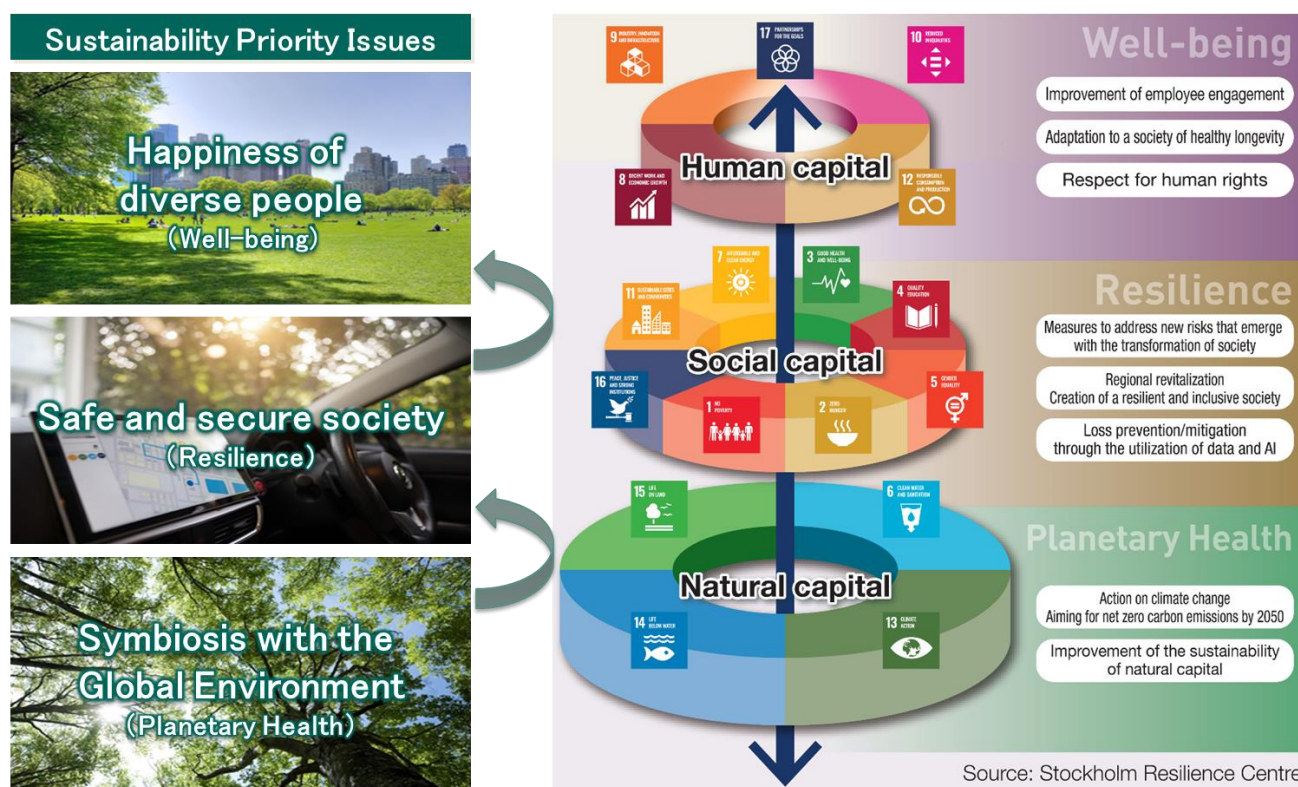 Sustainability Priority Issues
Happiness of
diverse people
(Well-being)
Safe and secure society
(Resilience)
Symbiosis with the
Global Environment
(Planetary Health)
9 INDUSTRY, INNOVATION
AND INFRASTRUCTURE
17 PARTNERSHIPS
FOR THE GOALS
10 REDUCED
INEQUALITIES
Human capital
8 DECENT WORK AND
ECONOMIC GROWTH
12 RESPONSIBLE
CONSUMPTION
AND PRODUCTION
Well-being
Improvement of employee engagement
Adaptation to a society of healthy longevity
Respect for human rights
7 AFFORDABLE AND
CLEAN ENERGY
3 GOOD HEALTH
AND WELL-BEING
11 SUSTAINABLE CITIES
AND COMMUNITIES
4 QUALITY
EDUCATION
Social capital
16 PEACE, JUSTICE
AND STRONG
INSTITUTIONS
5 GENDER
EQUALITY
1 NO
POVERTY
2 ZERO
HUNGER
Resilience
Measures to address new risks that emerge
with the transformation of society
Regional revitalization
Creation of a resilient and inclusive society
Loss prevention/mitigation
through the utilization of data and AI
15 LIFE
ON LAND
6 CLEAN WATER
AND SANITATION
Natural capital
14 LIFE
BELOW WATER
13 CLIMATE
ACTION
Planetary Health
Action on climate change
Aiming for net zero carbon emissions by 2050
Improvement of the sustainability
of natural capital
Source: Stockholm Resilience Centre